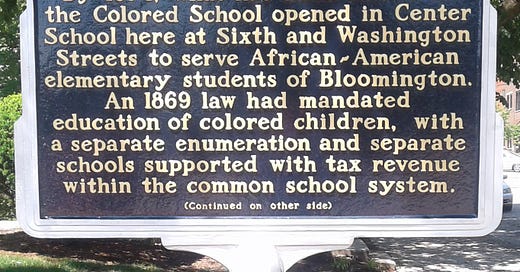 the Colored School opened in Center
School here at Sixth and Washington
Streets to serve African-American
elementary students of Bloomington.
An 1869 law had mandated
education of colored children, with
a separate enumeration and separate
schools supported with tax revenue
within the common school system.
(Continued on other side)